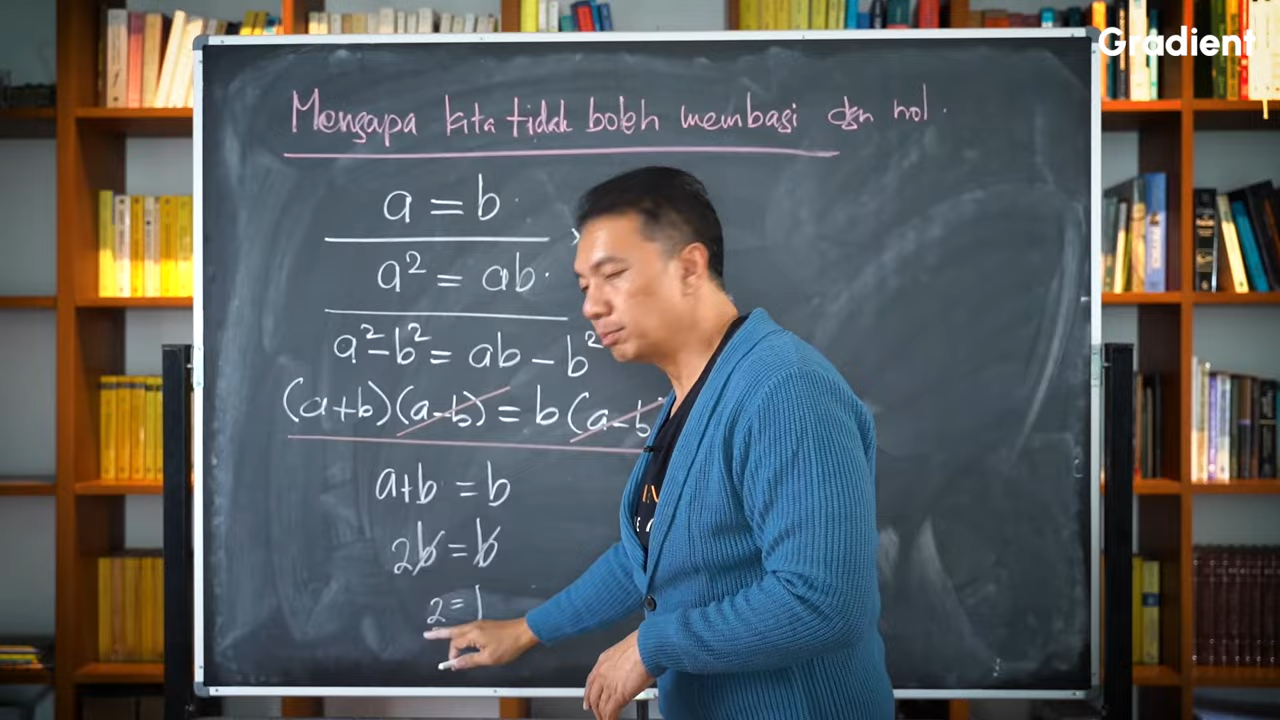 Gradient
Mengapa kita tidak boleh membagi dgn nol.
a = b.
a² = ab.
a²-b² = ab - b²
(a+b)(a-b) = b(a-b
a+b = b
2b = b
2 = 1